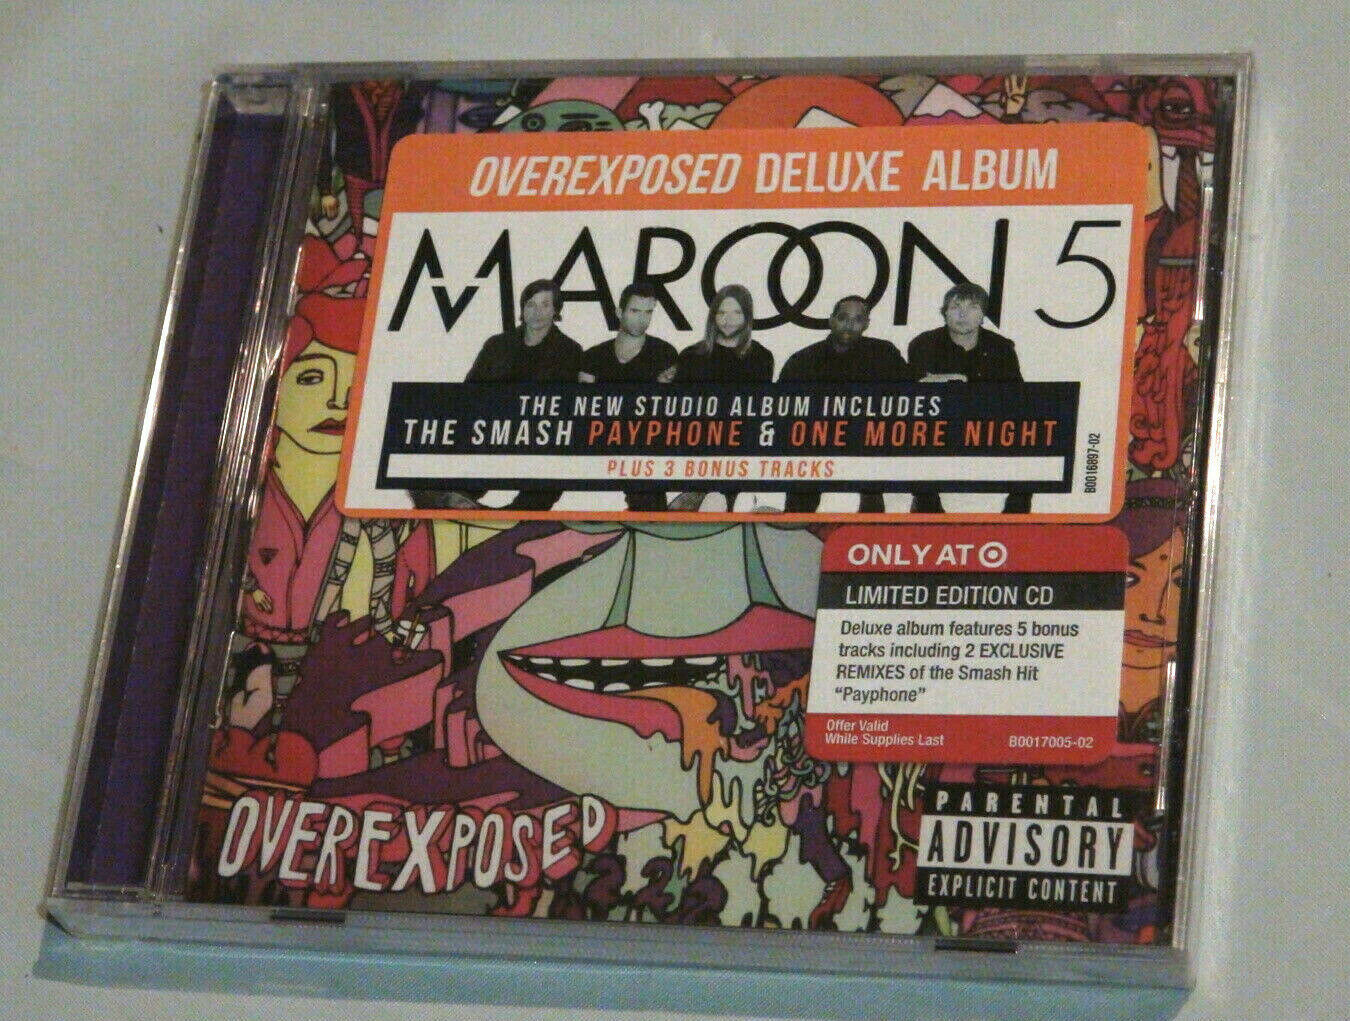 OVEREXPOSED DELUXE ALBUM
MAROON 5
THE NEW STUDIO ALBUM INCLUDES
THE SMASH PAYPHONE & ONE MORE NIGHT
PLUS 3 BONUS TRACKS
B0016897-02
ONLY AT
LIMITED EDITION CD
Deluxe album features 5 bonus
tracks including 2 EXCLUSIVE
REMIXES of the Smash Hit
“Payphone”
Offer Valid
While Supplies Last
B0017005-02
OVEREXPOSED
PARENTAL
ADVISORY
EXPLICIT CONTENT